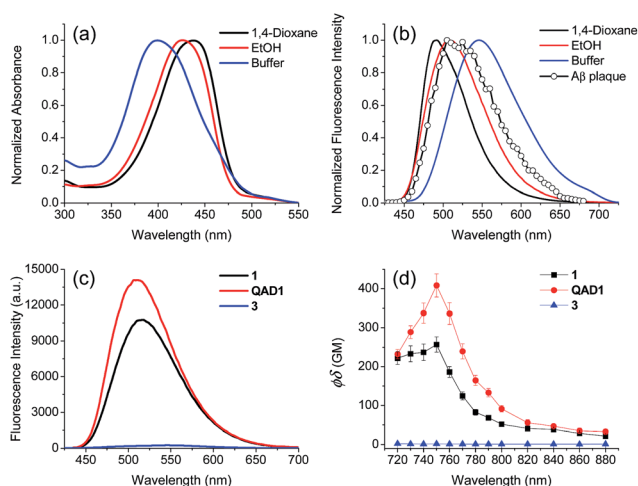 (a)
1,4-Dioxane
EtOH
Buffer
Normalized Absorbance
1.0
0.8
0.6
0.4
0.2
0.0
300 350 400 450 500 550
Wavelength (nm)
(b)
1,4-Dioxane
EtOH
Buffer
Aβ plaque
Normalized Fluorescence Intensity
1.0
0.8
0.6
0.4
0.2
0.0
450 500 550 600 650 700
Wavelength (nm)
(c)
1
QAD1
3
Fluorescence Intensity (a.u.)
15000
12000
9000
6000
3000
0
450 500 550 600 650 700
Wavelength (nm)
(d)
1
QAD1
3
ϕδ (GM)
400
300
200
100
0
720 740 760 780 800 820 840 860 880
Wavelength (nm)